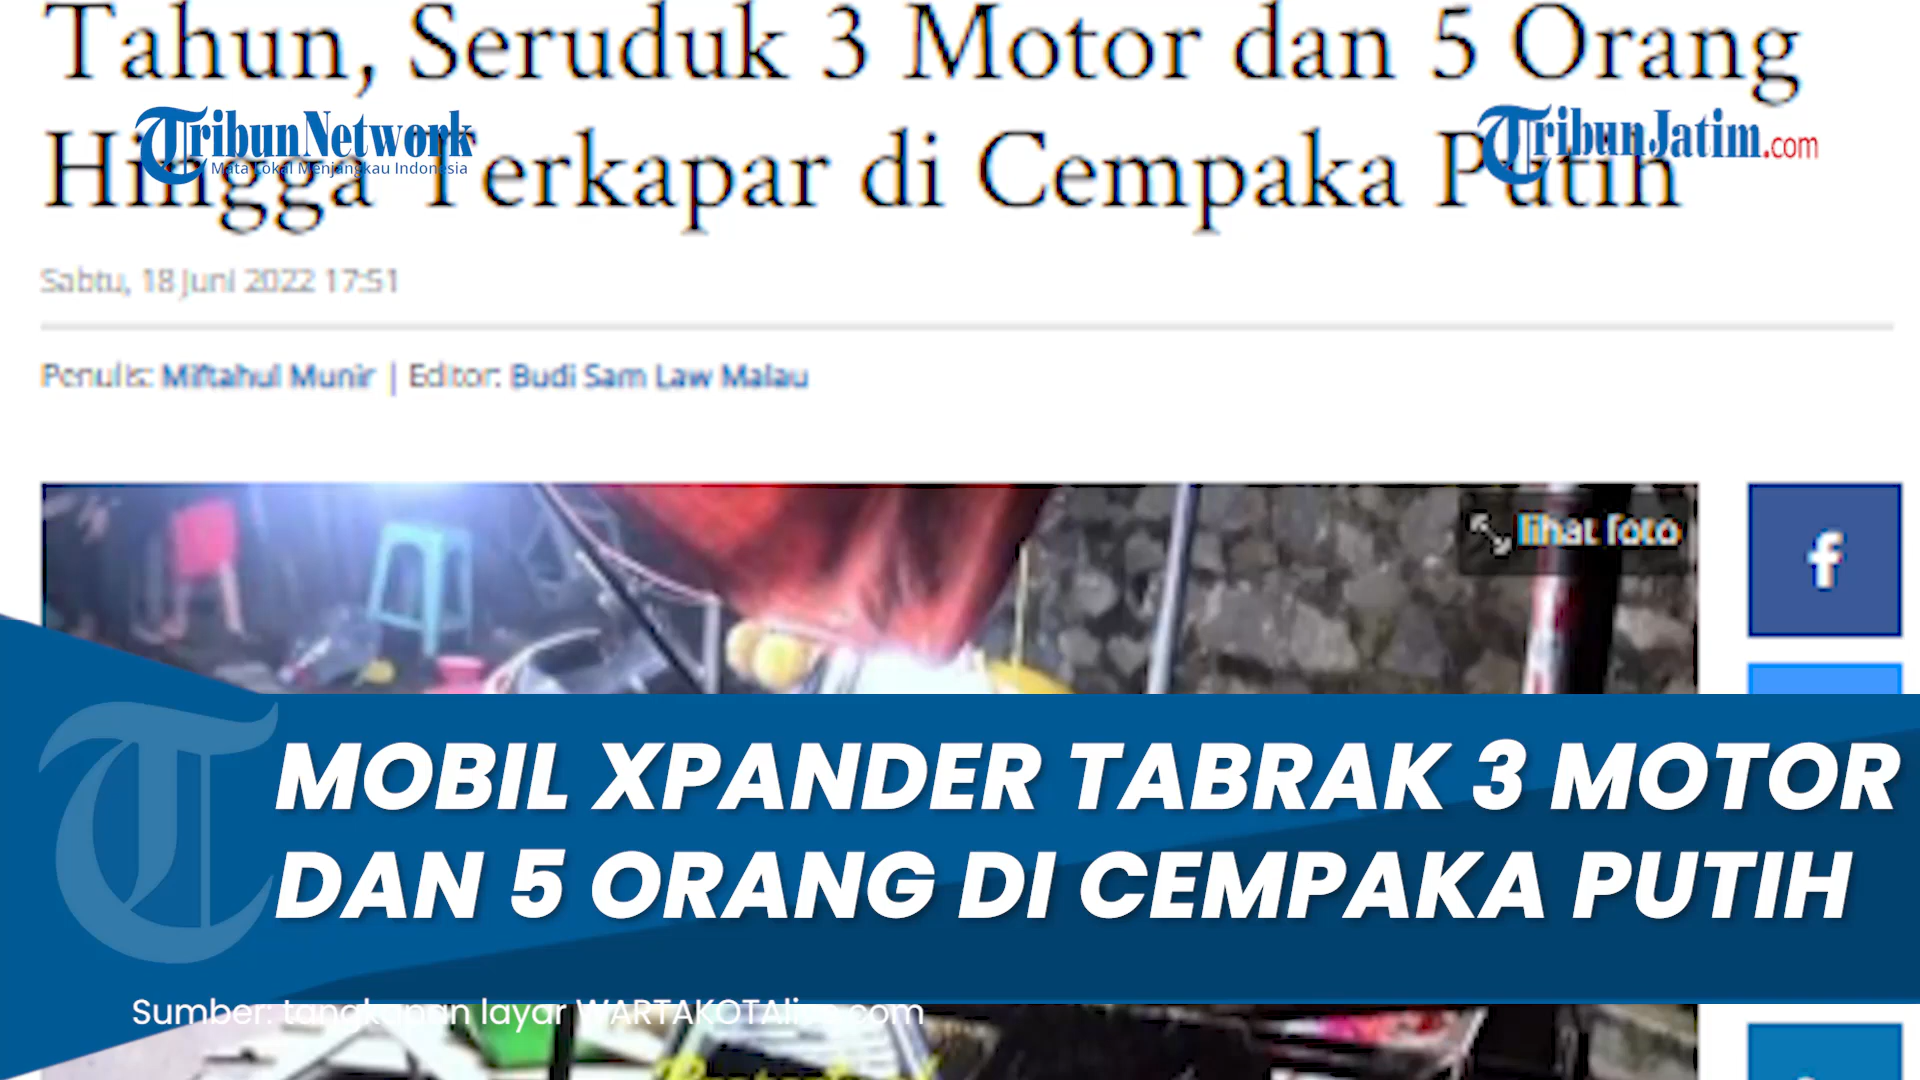 Tahun, Seruduk 3 Motor dan 5 Orang
Hingga Terkapar di Cempaka Putih
TribunNetwork
Mata Lokal Menjangkau Indonesia
TribunJatim.com
Sabtu, 18 Juni 2022 17:51
Penulis: Miftahul Munir | Editor: Budi Sam Law Malau
lihat foto
f
MOBIL XPANDER TABRAK 3 MOTOR
DAN 5 ORANG DI CEMPAKA PUTIH
Sumber: tangkapan layar WARTAKOTAlive.com